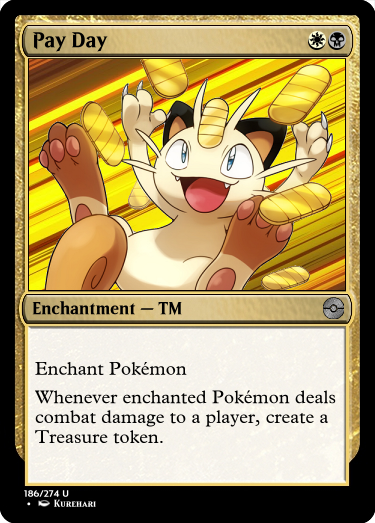 Pay Day
Enchantment — TM
Enchant Pokémon
Whenever enchanted Pokémon deals
combat damage to a player, create a
Treasure token.
186/274 U
• Kurehari